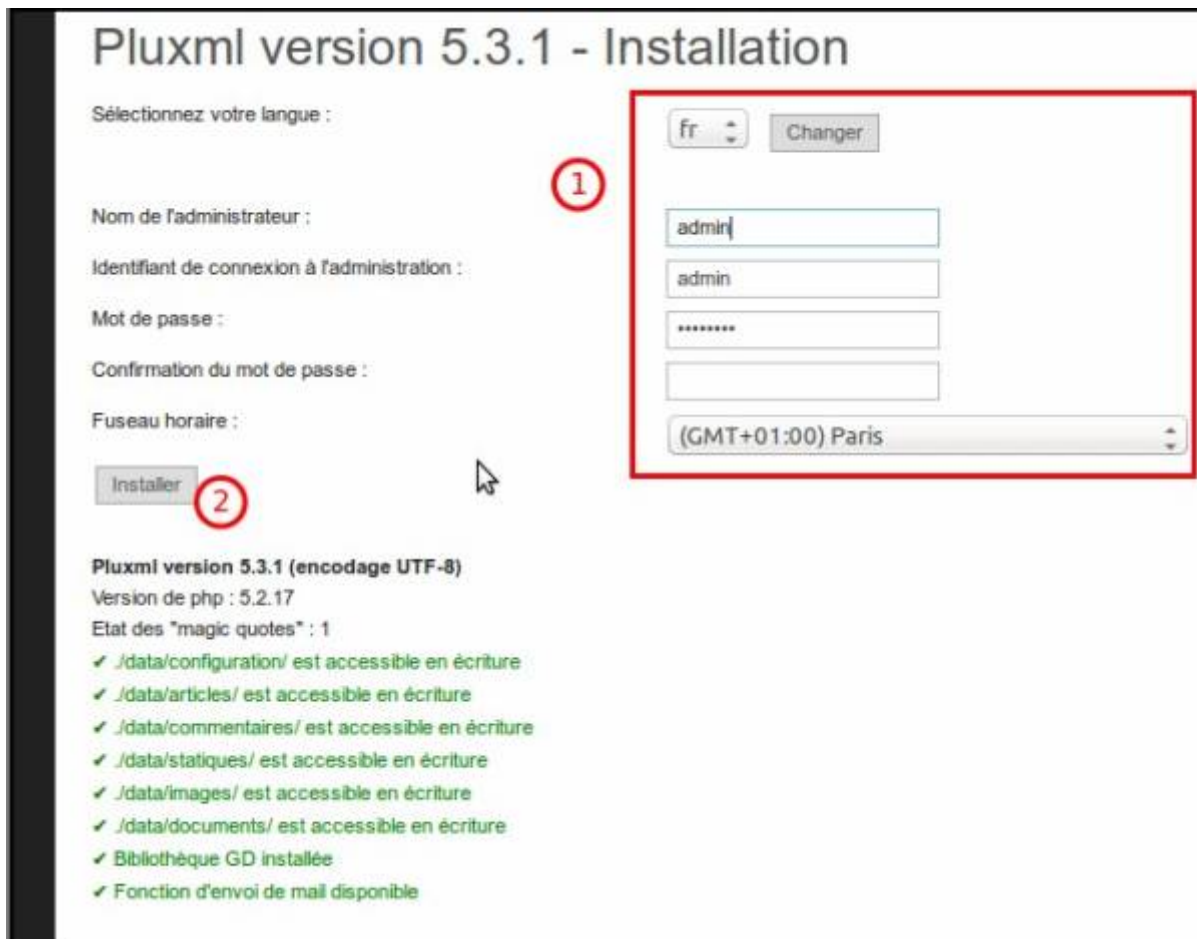 Pluxml version 5.3.1 - Installation
Sélectionnez votre langue :
fr
Changer
1
Nom de l'administrateur :
admin
Identifiant de connexion à l'administration :
admin
Mot de passe :
••••••••
Confirmation du mot de passe :
Fuseau horaire :
(GMT+01:00) Paris
Installer
2
Pluxml version 5.3.1 (encodage UTF-8)
Version de php : 5.2.17
Etat des "magic quotes" : 1
✔ ./data/configuration/ est accessible en écriture
✔ ./data/articles/ est accessible en écriture
✔ ./data/commentaires/ est accessible en écriture
✔ ./data/statiques/ est accessible en écriture
✔ ./data/images/ est accessible en écriture
✔ ./data/documents/ est accessible en écriture
✔ Bibliothèque GD installée
✔ Fonction d'envoi de mail disponible